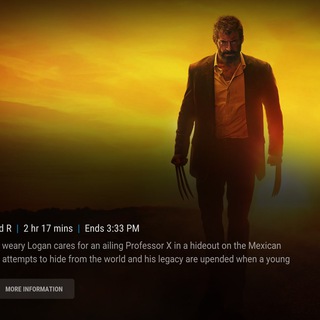 d R | 2 hr 17 mins | Ends 3:33 PM
weary Logan cares for an ailing Professor X in a hideout on the Mexican
attempts to hide from the world and his legacy are upended when a young
MORE INFORMATION